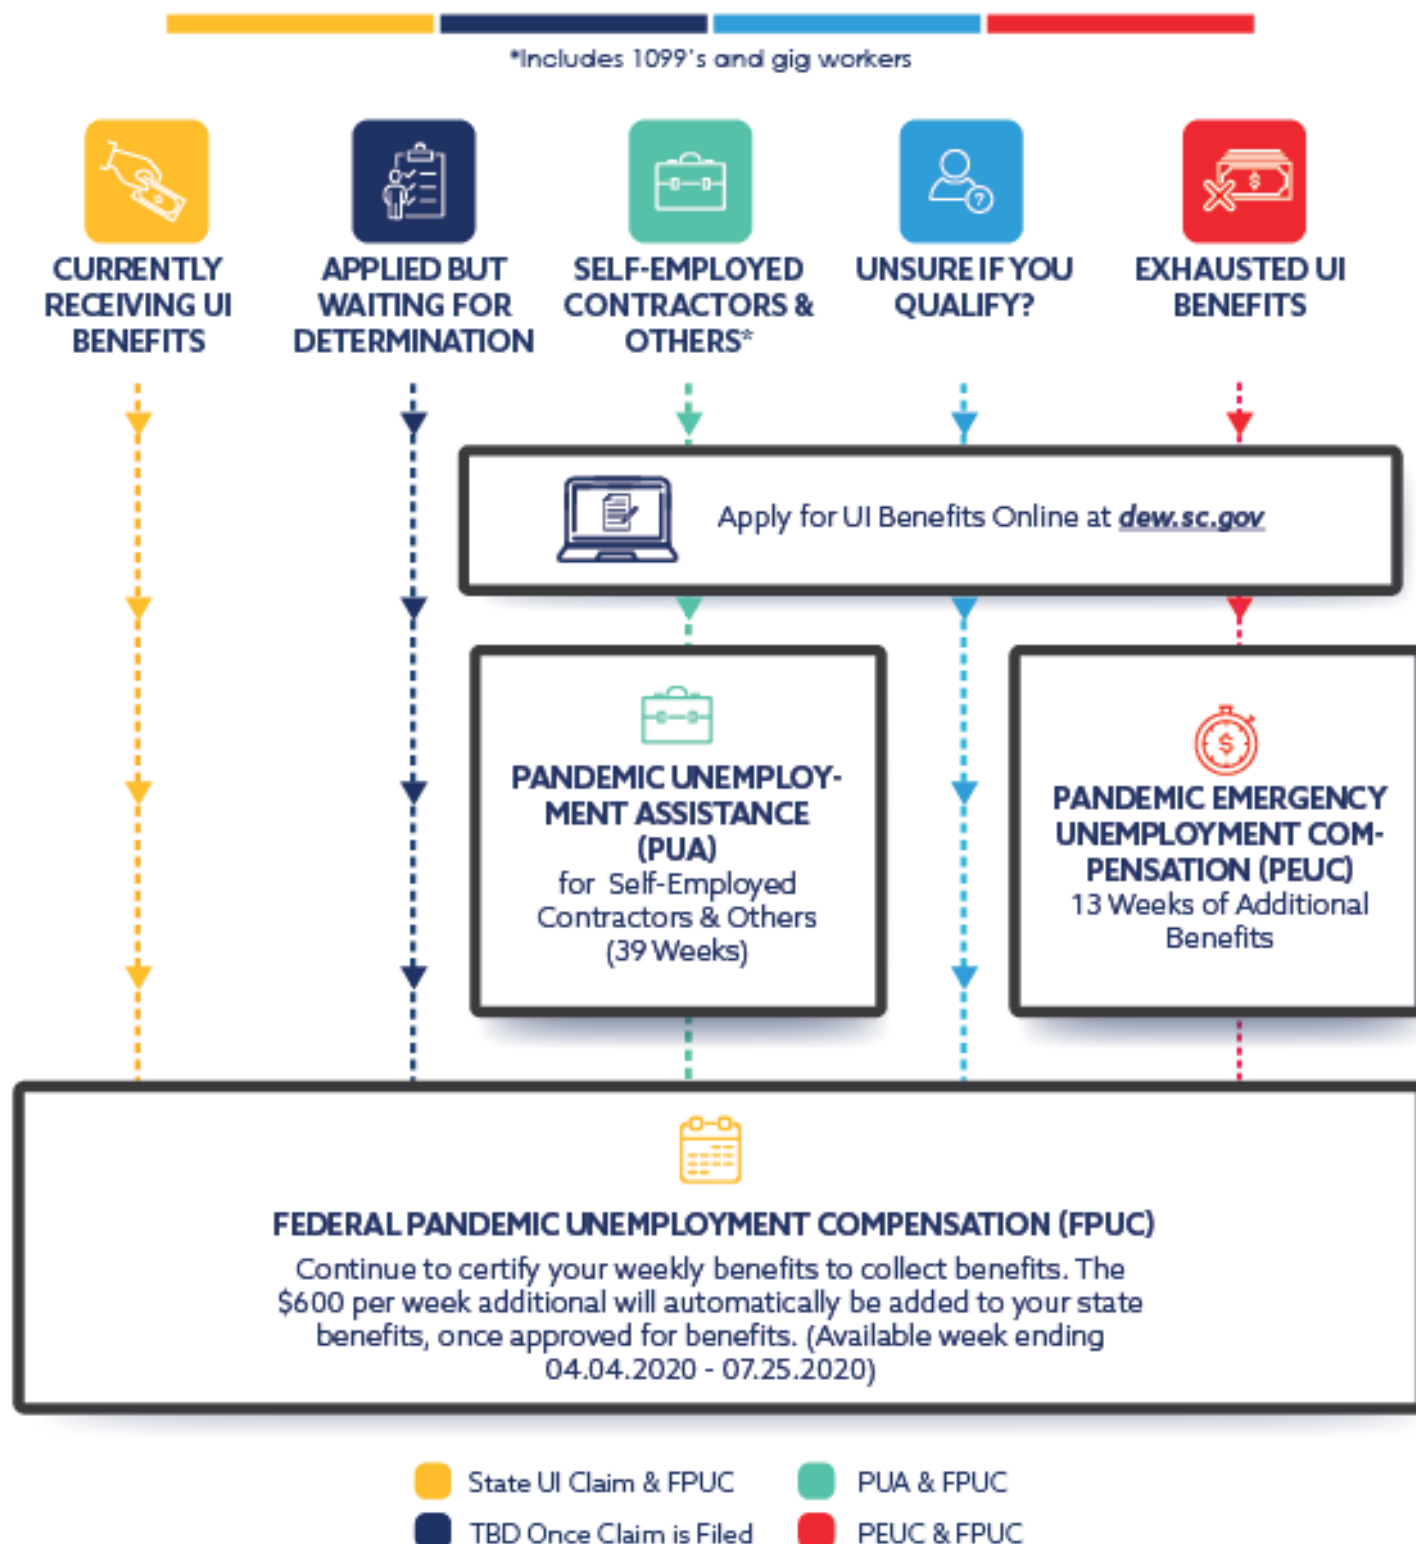 *Includes 1099's and gig workers
CURRENTLY
RECEIVING UI
BENEFITS
APPLIED BUT
WAITING FOR
DETERMINATION
SELF-EMPLOYED
CONTRACTORS &
OTHERS*
UNSURE IF YOU
QUALIFY?
EXHAUSTED UI
BENEFITS
Apply for UI Benefits Online at dew.sc.gov
PANDEMIC UNEMPLOY-
MENT ASSISTANCE
(PUA)
for Self-Employed
Contractors & Others
(39 Weeks)
PANDEMIC EMERGENCY
UNEMPLOYMENT COM-
PENSATION (PEUC)
13 Weeks of Additional
Benefits
FEDERAL PANDEMIC UNEMPLOYMENT COMPENSATION (FPUC)
Continue to certify your weekly benefits to collect benefits. The
$600 per week additional will automatically be added to your state
benefits, once approved for benefits. (Available week ending
04.04.2020 - 07.25.2020)
State UI Claim & FPUC
PUA & FPUC
TBD Once Claim is Filed
PEUC & FPUC